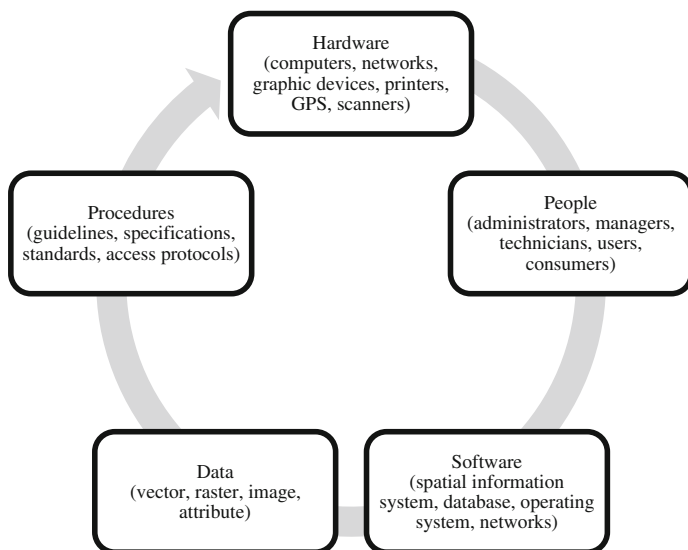 Hardware
(computers, networks,
graphic devices, printers,
GPS, scanners)
People
(administrators, managers,
technicians, users,
consumers)
Software
(spatial information
system, database, operating
system, networks)
Data
(vector, raster, image,
attribute)
Procedures
(guidelines, specifications,
standards, access protocols)